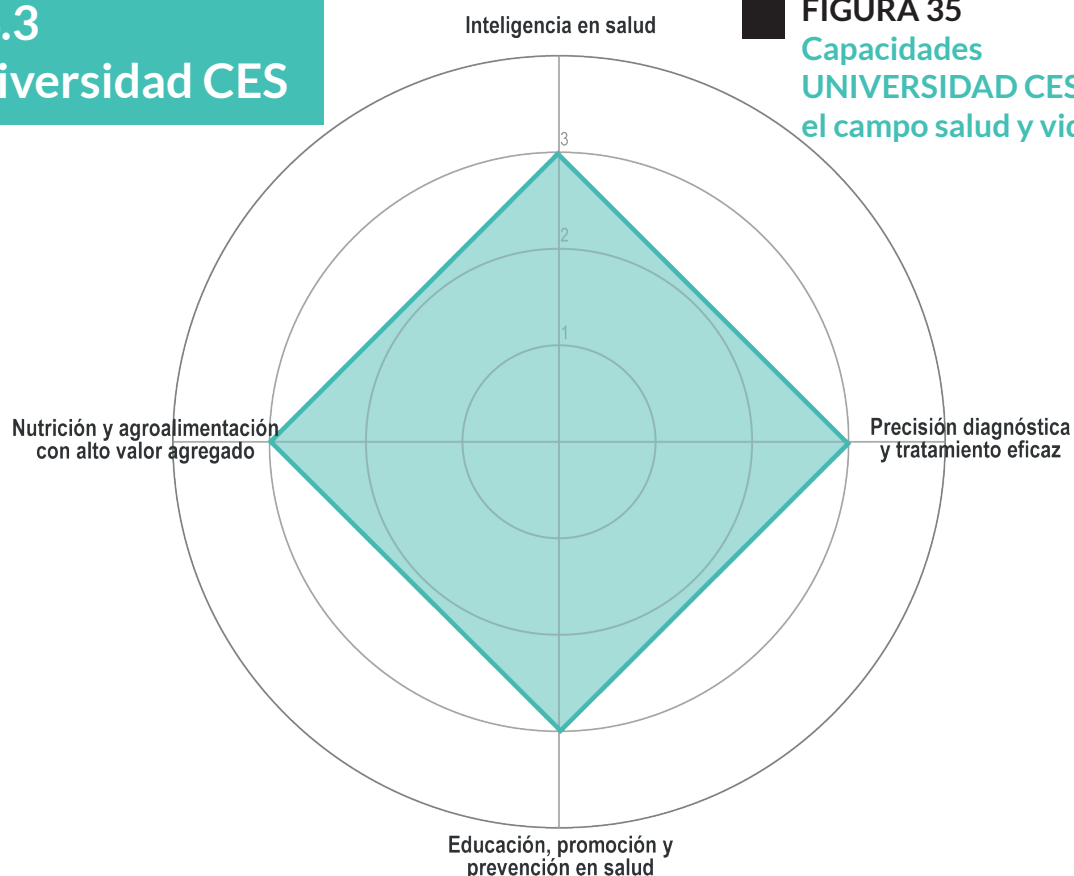 .3
iversidad CES
FIGURA 35
Capacidades
UNIVERSIDAD CES
el campo salud y vid
Inteligencia en salud
3
2
1
Nutrición y agroalimentación
con alto valor agregado
Precisión diagnóstica
y tratamiento eficaz
Educación, promoción y
prevención en salud